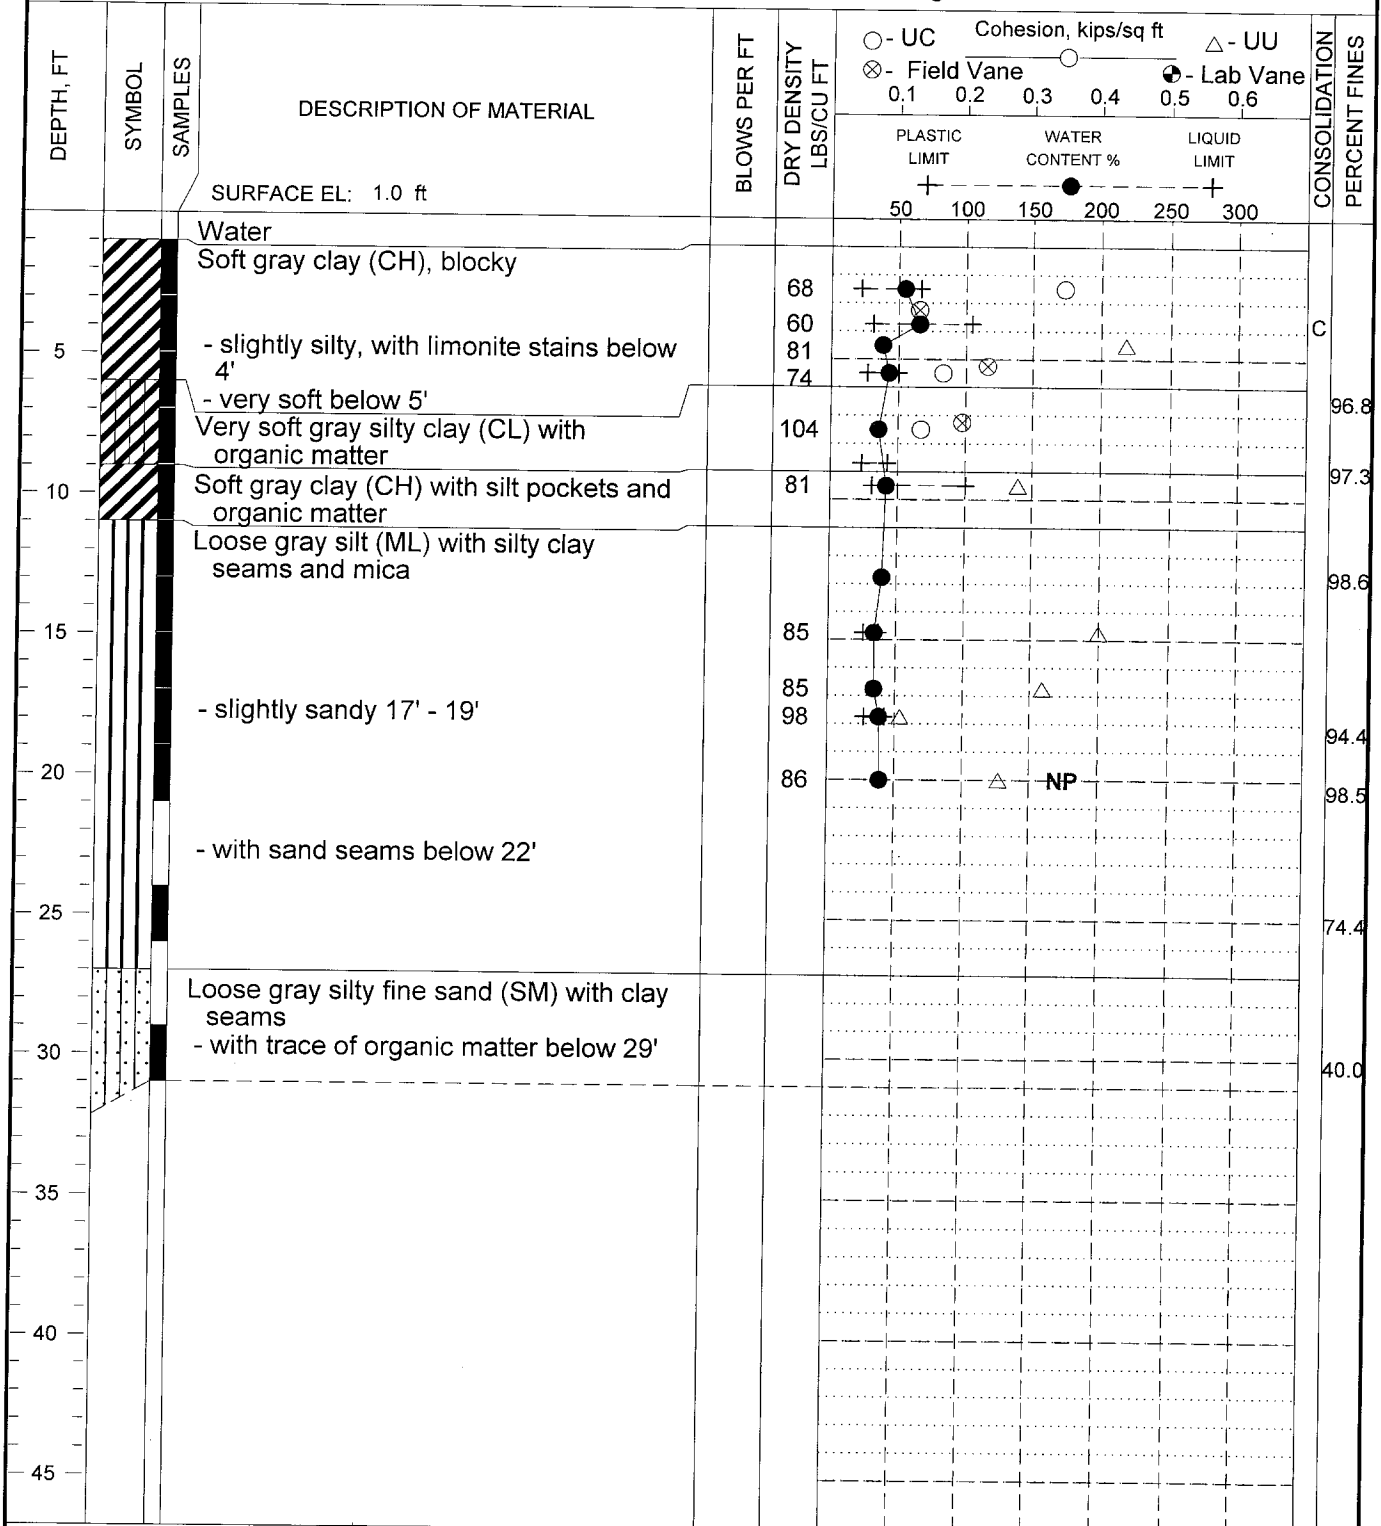 DEPTH, FT
SYMBOL
SAMPLES
DESCRIPTION OF MATERIAL
SURFACE EL: 1.0 ft
BLOWS PER FT
DRY DENSITY
LBS/CU FT
- UC Cohesion, kips/sq ft - UU
- Field Vane - Lab Vane
0.1 0.2 0.3 0.4 0.5 0.6
PLASTIC WATER LIQUID
LIMIT CONTENT % LIMIT
50 100 150 200 250 300
CONSOLIDATION
PERCENT FINES
Water
Soft gray clay (CH), blocky
68
60
C
- slightly silty, with limonite stains below
5 81
4'
74
- very soft below 5'
96.8
Very soft gray silty clay (CL) with
104
organic matter
97.3
Soft gray clay (CH) with silt pockets and
10 81
organic matter
Loose gray silt (ML) with silty clay
seams and mica
98.6
15 85
85
- slightly sandy 17' - 19' 98
94.4
20 86 NP
98.5
- with sand seams below 22'
25
74.4
Loose gray silty fine sand (SM) with clay
seams
30 - with trace of organic matter below 29'
40.0
35
40
45